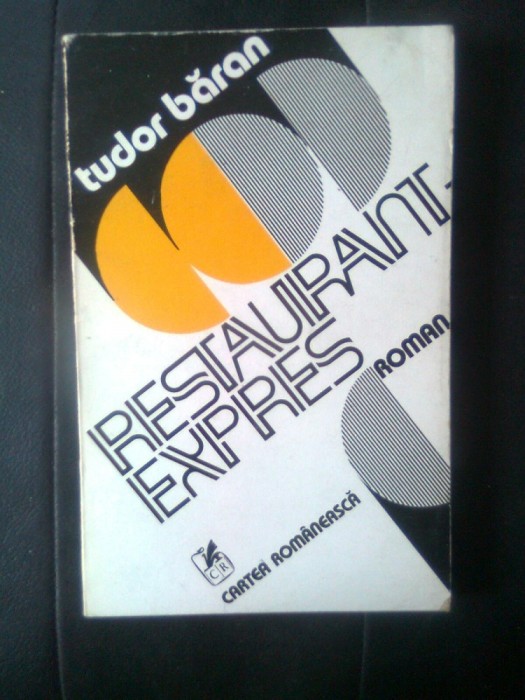 tudor băran
RESTAURANT-
EXPRES
ROMAN
CR
CARTEA ROMÂNEASCĂ